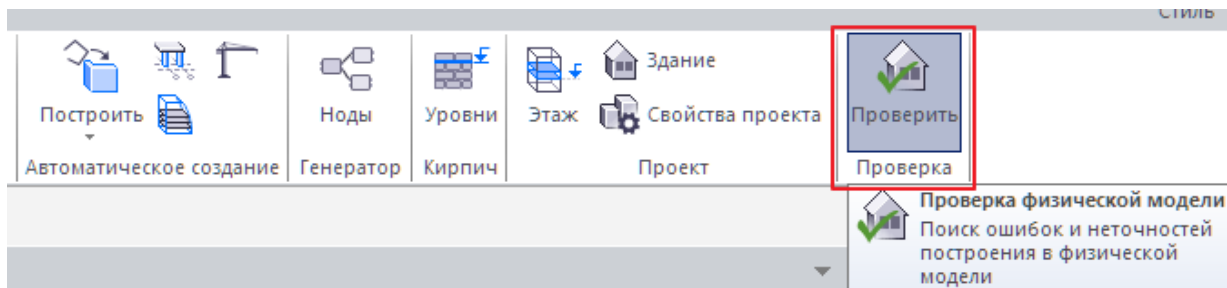 Стиль
Построить
Ноды
Уровни
Этаж
Здание
Свойства проекта
Проверить
Автоматическое создание
Генератор
Кирпич
Проект
Проверка
Проверка физической модели
Поиск ошибок и неточностей
построения в физической
модели